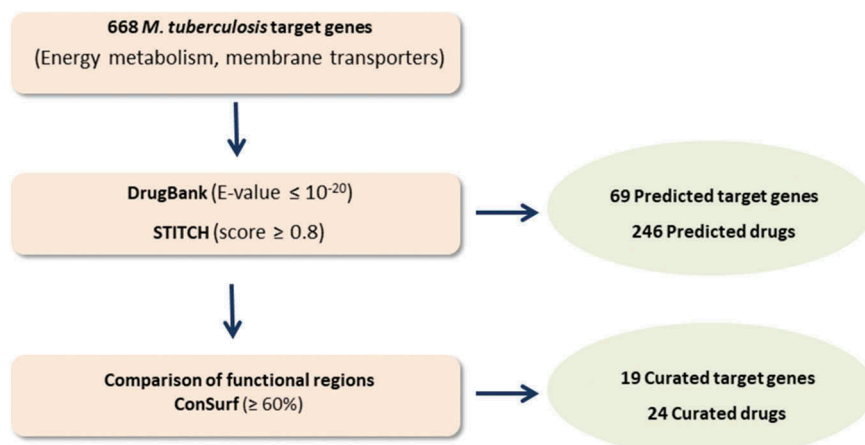 668 M. tuberculosis target genes
(Energy metabolism, membrane transporters)
DrugBank (E-value ≤ 10⁻²⁰)
STITCH (score ≥ 0.8)
69 Predicted target genes
246 Predicted drugs
Comparison of functional regions
ConSurf (≥ 60%)
19 Curated target genes
24 Curated drugs